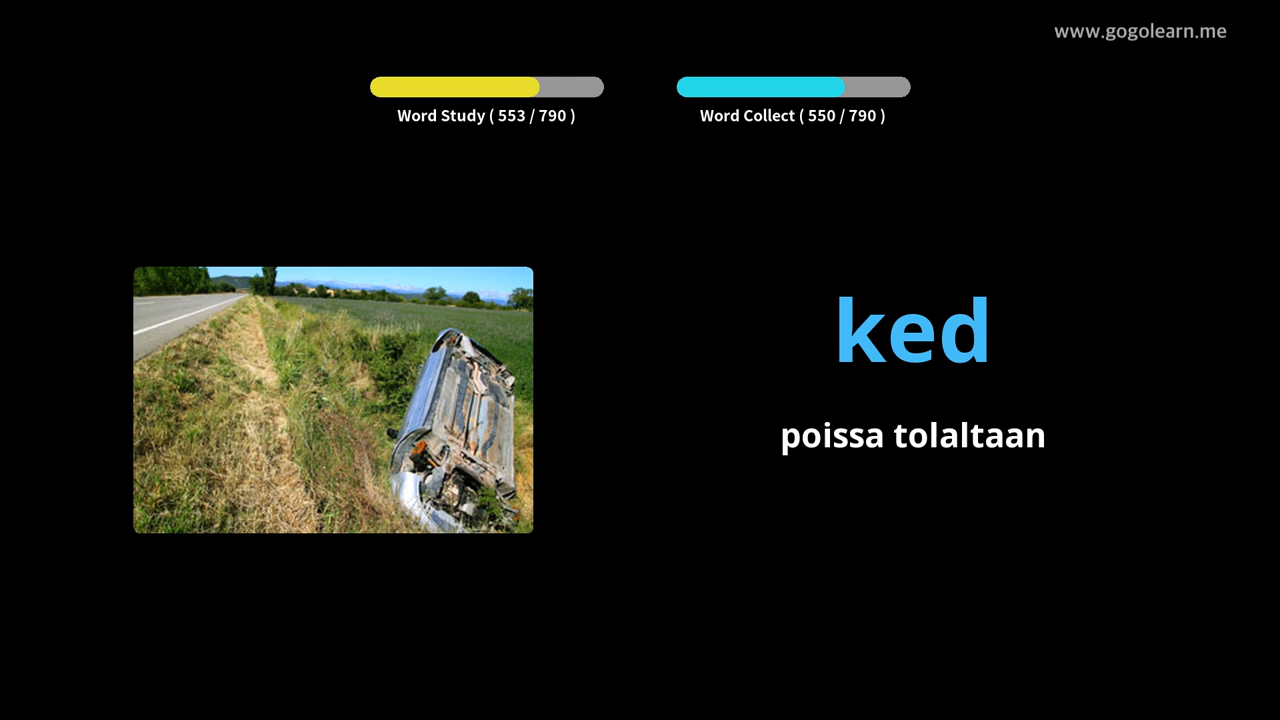 www.gogolearn.me
Word Study ( 553 / 790 )
Word Collect ( 550 / 790 )
ked
poissa tolaltaan